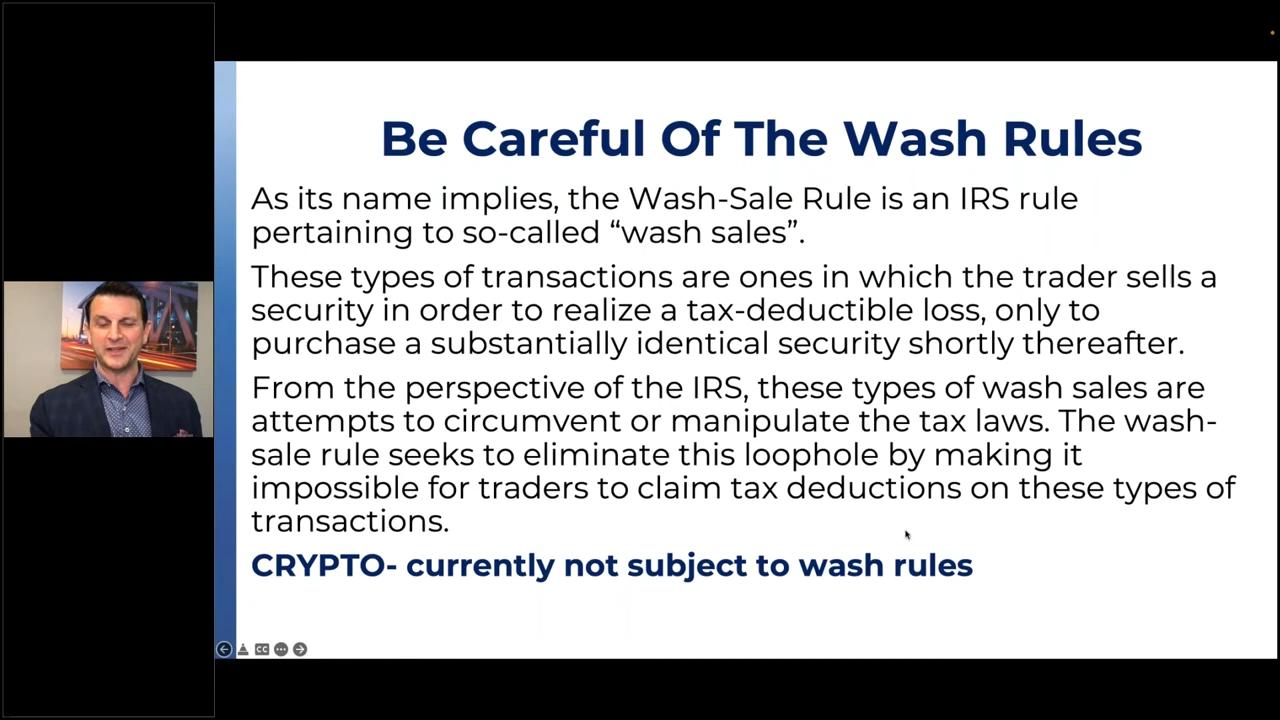 Be Careful Of The Wash Rules
As its name implies, the Wash-Sale Rule is an IRS rule
pertaining to so-called “wash sales”.
These types of transactions are ones in which the trader sells a
security in order to realize a tax-deductible loss, only to
purchase a substantially identical security shortly thereafter.
From the perspective of the IRS, these types of wash sales are
attempts to circumvent or manipulate the tax laws. The wash-
sale rule seeks to eliminate this loophole by making it
impossible for traders to claim tax deductions on these types of
transactions.
CRYPTO- currently not subject to wash rules
CC